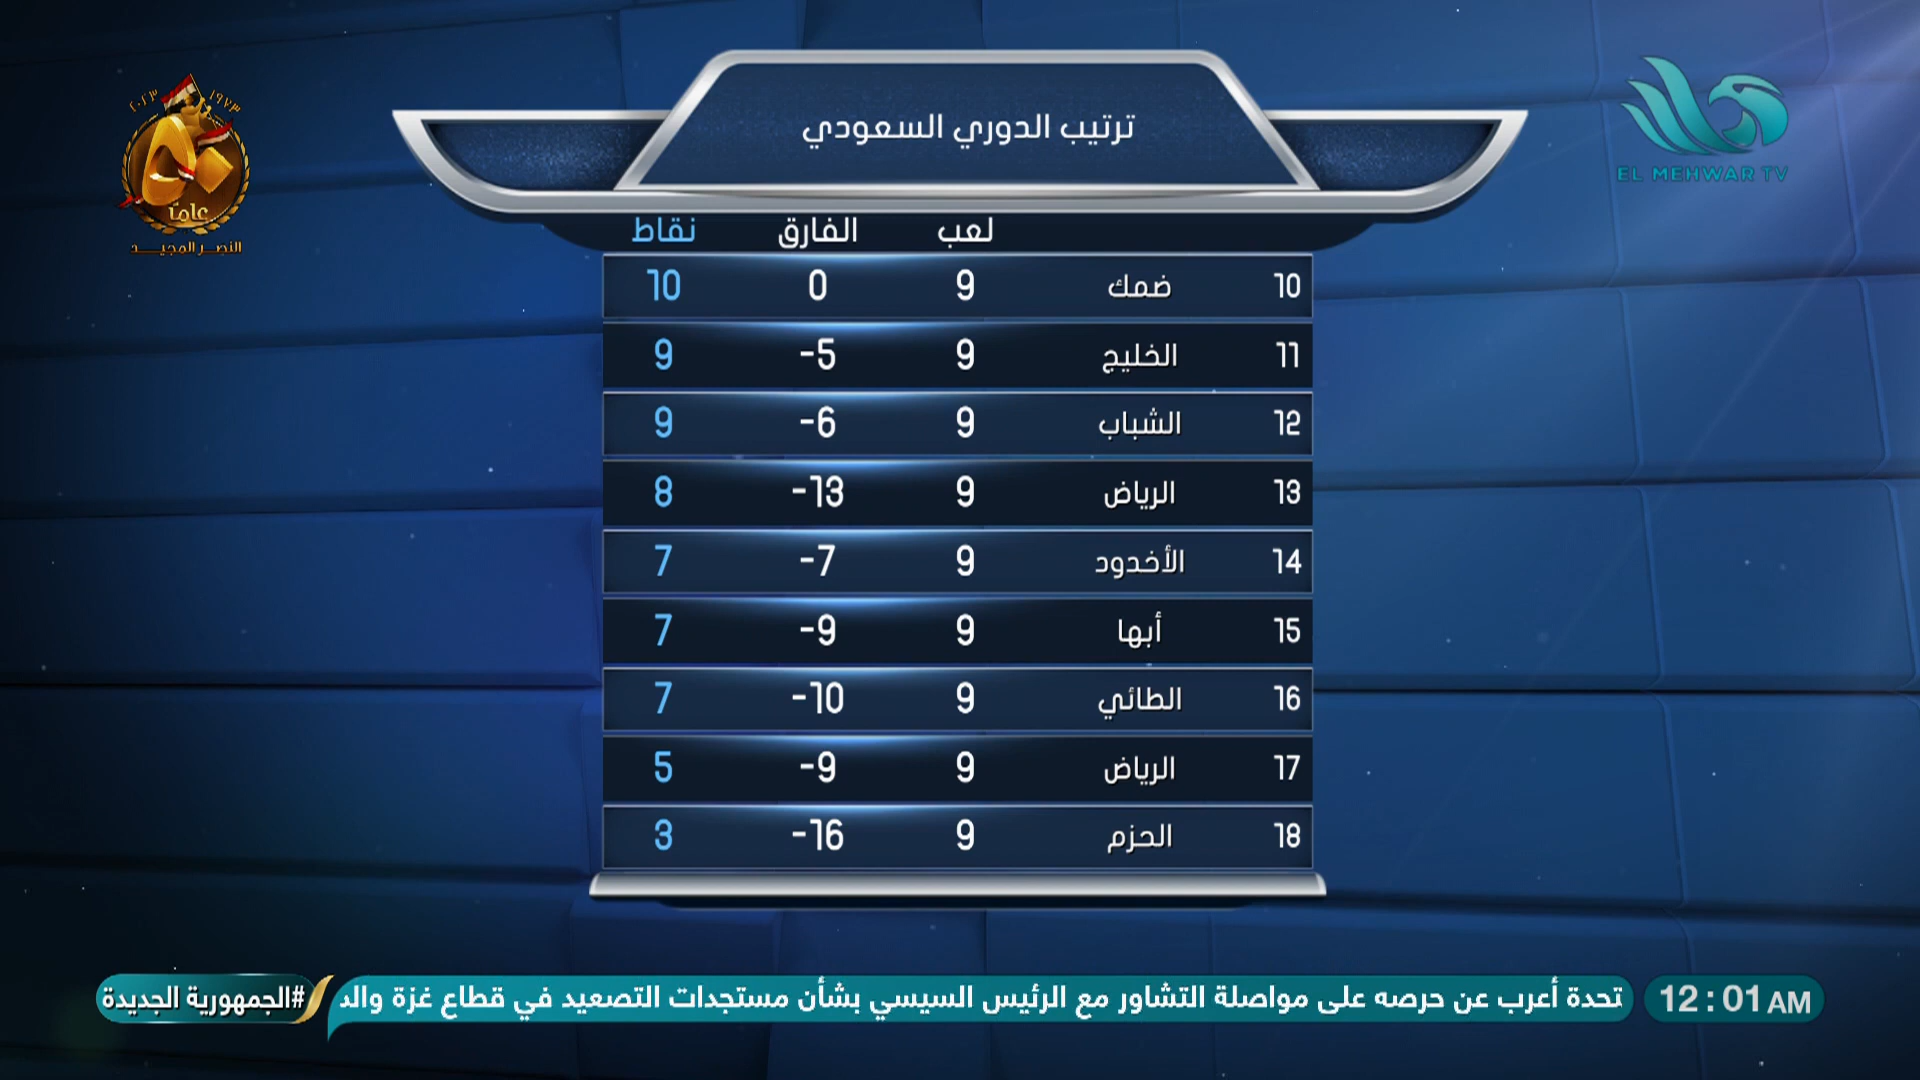 ١٩٧٣ ٢٠٢٣
عاماً
النصر المجيد
EL MEHWAR TV
ترتيب الدوري السعودي
لعب الفارق نقاط
10 ضمك 9 0 10
11 الخليج 9 -5 9
12 الشباب 9 -6 9
13 الرياض 9 -13 8
14 الأخدود 9 -7 7
15 أبها 9 -9 7
16 الطائي 9 -10 7
17 الرياض 9 -9 5
18 الحزم 9 -16 3
12:01 AM
تحدة أعرب عن حرصه على مواصلة التشاور مع الرئيس السيسي بشأن مستجدات التصعيد في قطاع غزة والد
#الجمهورية الجديدة